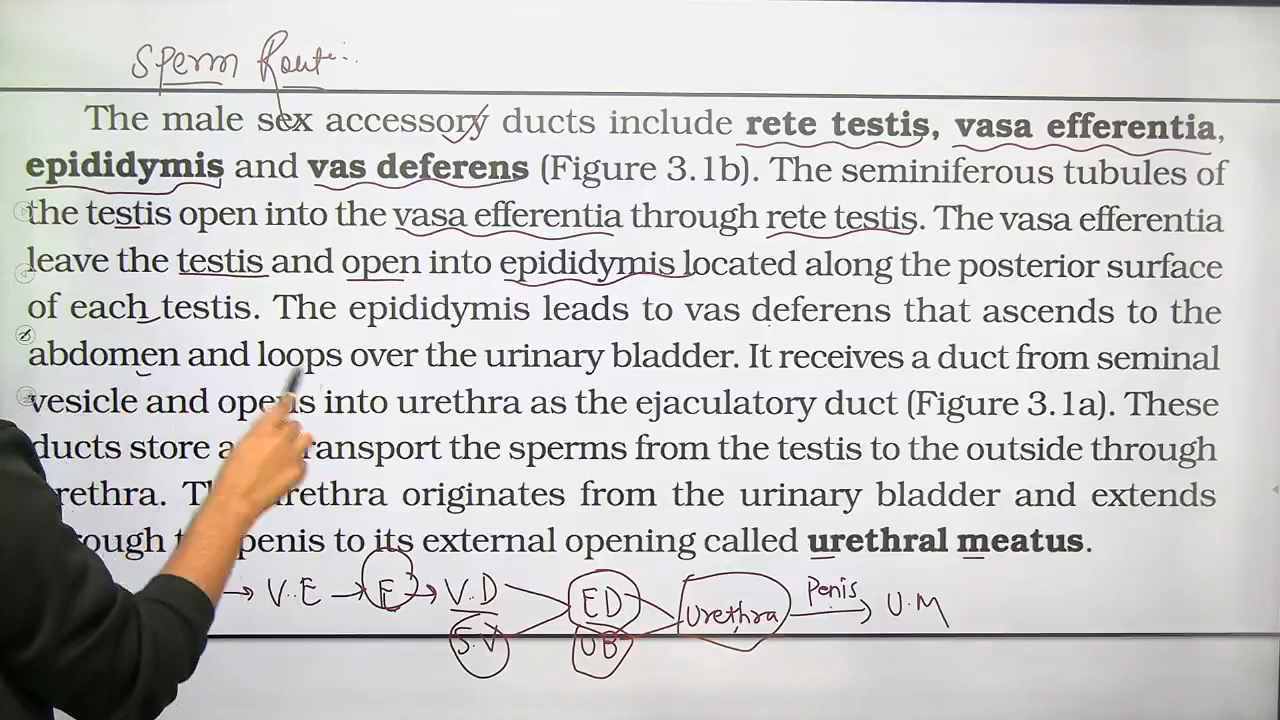 Sperm Route:
The male sex accessory ducts include rete testis, vasa efferentia,
epididymis and vas deferens (Figure 3.1b). The seminiferous tubules of
the testis open into the vasa efferentia through rete testis. The vasa efferentia
leave the testis and open into epididymis located along the posterior surface
of each testis. The epididymis leads to vas deferens that ascends to the
abdomen and loops over the urinary bladder. It receives a duct from seminal
vesicle and opens into urethra as the ejaculatory duct (Figure 3.1a). These
ducts store transport the sperms from the testis to the outside through
originates from the urinary bladder and extends
penis to its external opening called urethral meatus.
→ V.E → E → V.D ED Urethra Penis → U.M
S.V UB